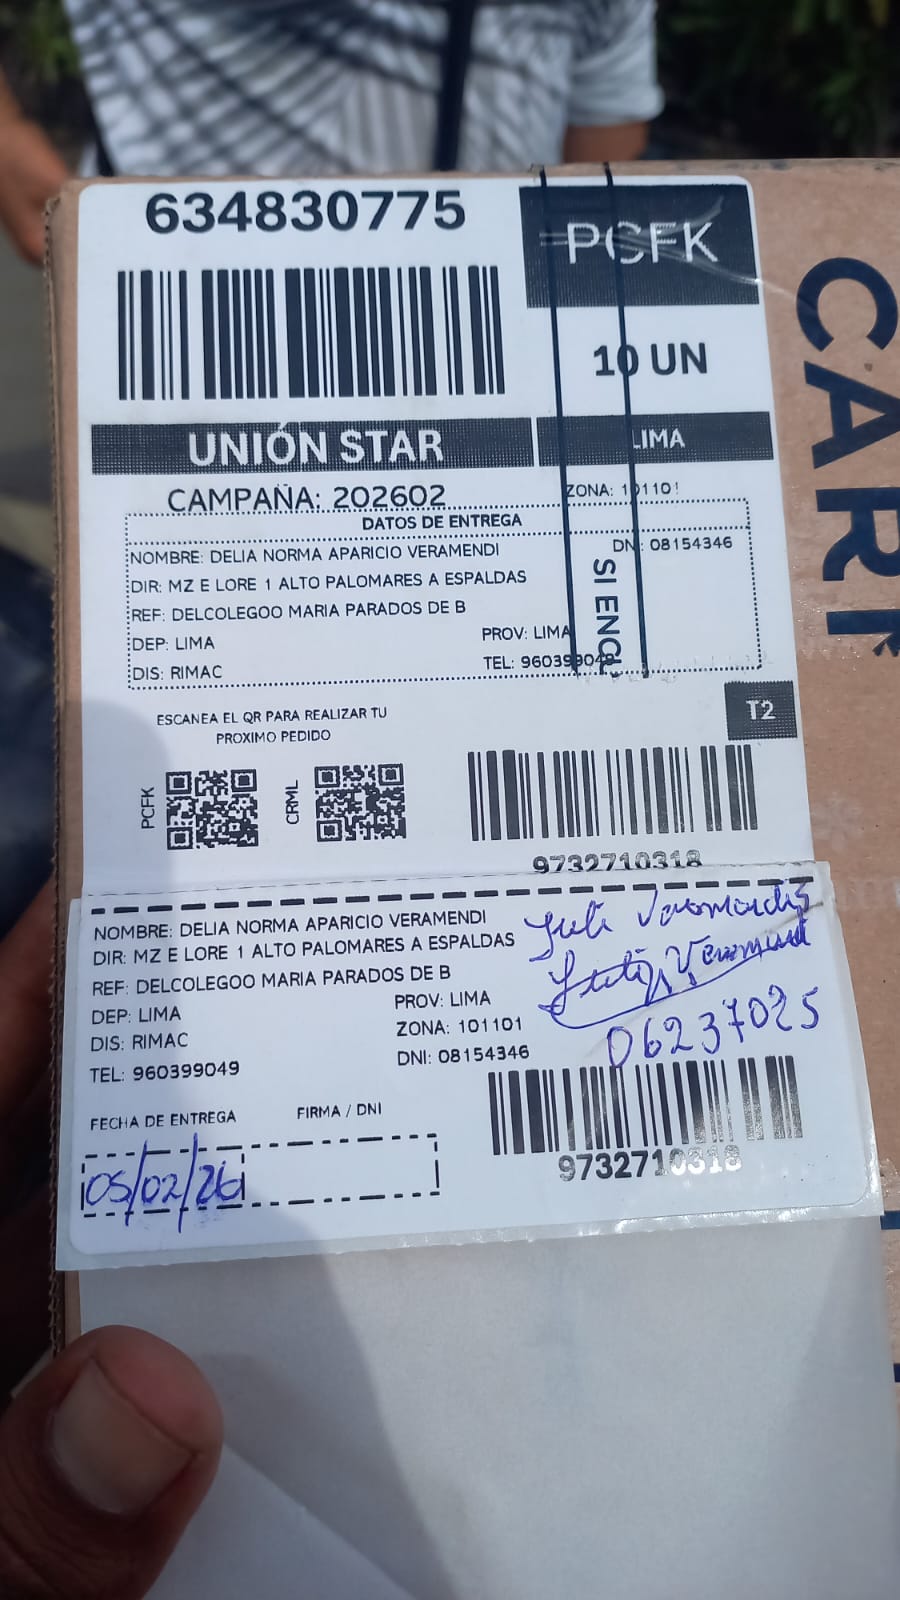 634830775
PCFK
10 UN
UNIÓN STAR
LIMA
CAMPAÑA: 202602
ZONA: 101101
DATOS DE ENTREGA
NOMBRE: DELIA NORMA APARICIO VERAMENDI
DNI: 08154346
DIR: MZ E LORE 1 ALTO PALOMARES A ESPALDAS
REF: DELCOLEGOO MARIA PARADOS DE B
DEP: LIMA
PROV: LIMA
DIS: RIMAC
TEL: 960399049
SI ENC
T2
ESCANEA EL QR PARA REALIZAR TU
PROXIMO PEDIDO
PCFK
CRML
9732710318
NOMBRE: DELIA NORMA APARICIO VERAMENDI
DIR: MZ E LORE 1 ALTO PALOMARES A ESPALDAS
REF: DELCOLEGOO MARIA PARADOS DE B
DEP: LIMA
PROV: LIMA
DIS: RIMAC
ZONA: 101101
TEL: 960399049
DNI: 08154346
06237025
FECHA DE ENTREGA
FIRMA / DNI
05/02/26
9732710318